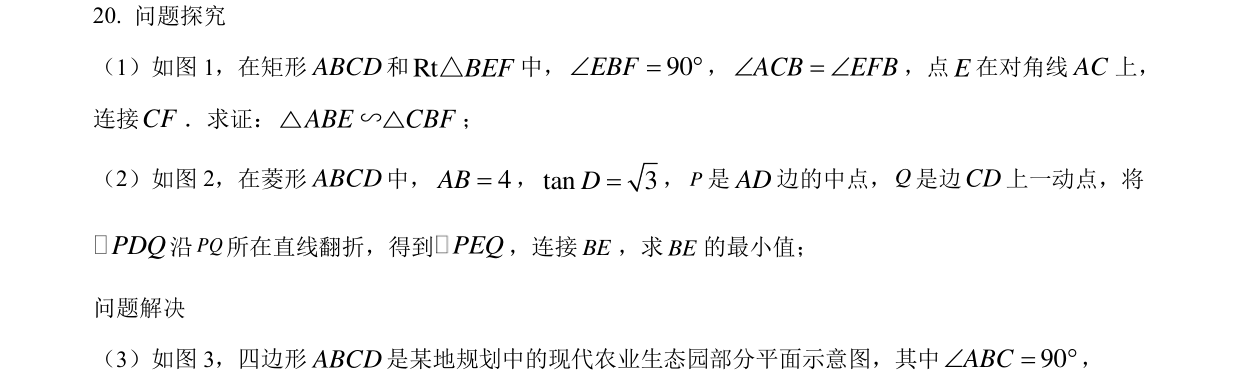 20. 问题探究
（1）如图 1，在矩形 ABCD 和 Rt△BEF 中，∠EBF = 90°，∠ACB = ∠EFB，点 E 在对角线 AC 上，
连接 CF．求证：△ABE∽△CBF；
（2）如图 2，在菱形 ABCD 中，AB = 4，tan D = √3，P 是 AD 边的中点，Q 是边 CD 上一动点，将
□PDQ 沿 PQ 所在直线翻折，得到□PEQ，连接 BE，求 BE 的最小值；
问题解决
（3）如图 3，四边形 ABCD 是某地规划中的现代农业生态园部分平面示意图，其中 ∠ABC = 90°，